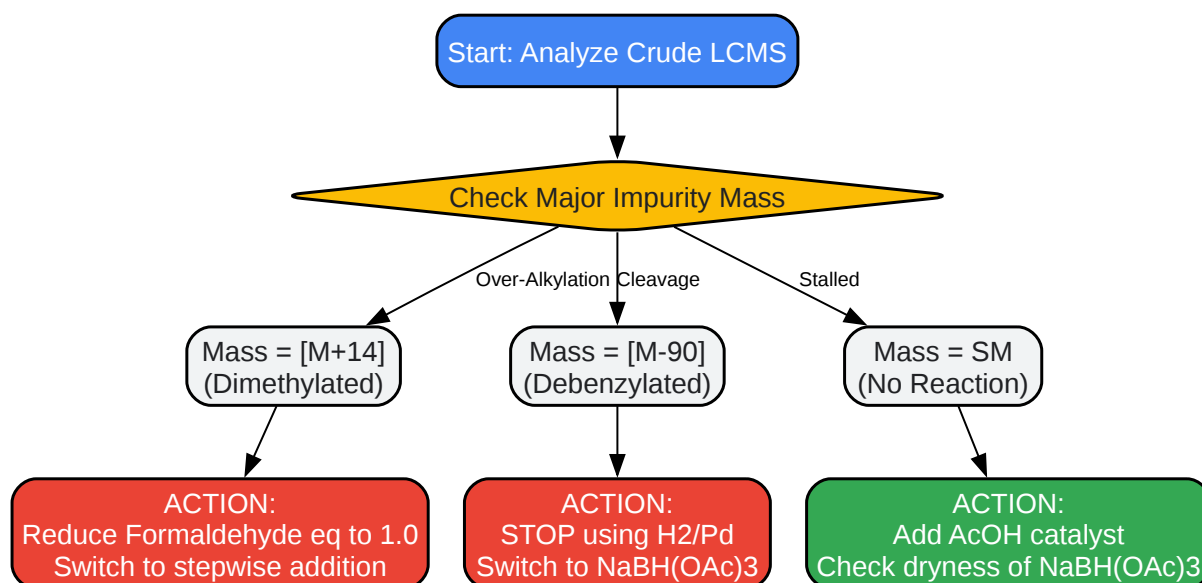 Start: Analyze Crude LCMS
Check Major Impurity Mass
Over-Alkylation
Cleavage
Stalled
Mass = [M+14]
(Dimethylated)
Mass = [M-90]
(Debenzylated)
Mass = SM
(No Reaction)
ACTION:
Reduce Formaldehyde eq to 1.0
Switch to stepwise addition
ACTION:
STOP using H2/Pd
Switch to NaBH(OAc)3
ACTION:
Add AcOH catalyst
Check dryness of NaBH(OAc)3